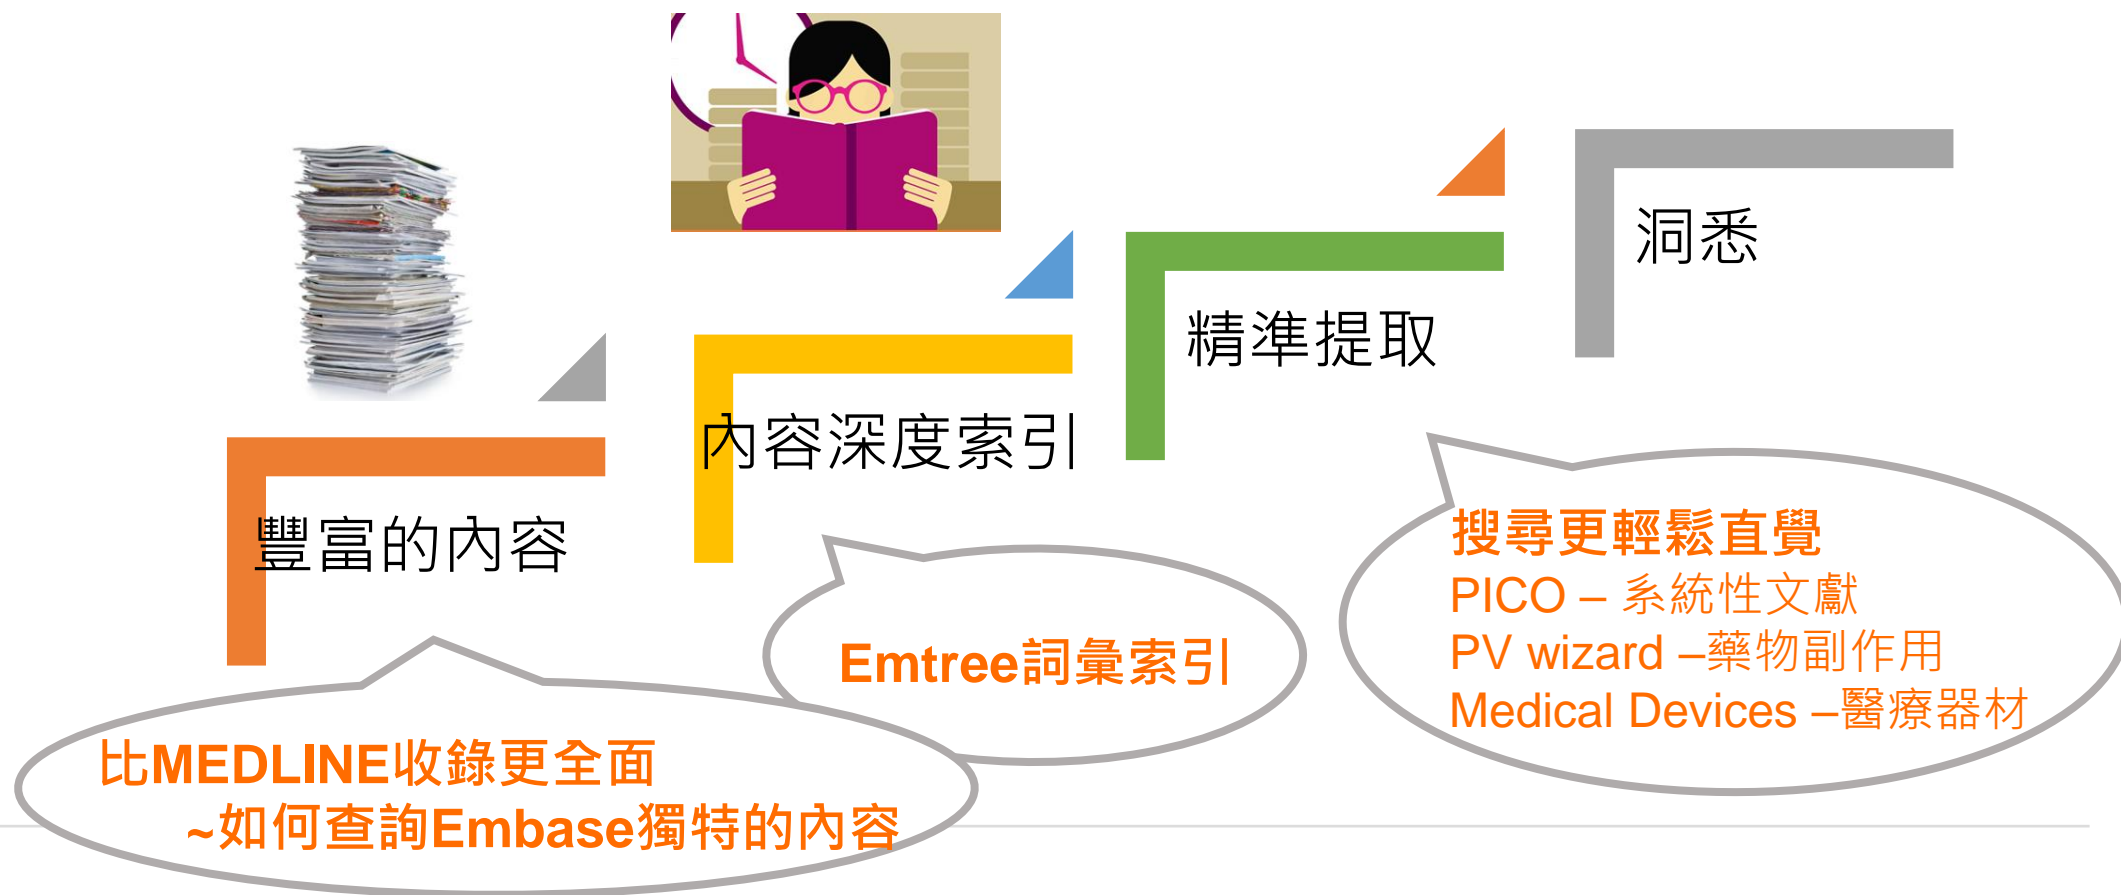 豐富的內容
比MEDLINE收錄更全面
~如何查詢Embase獨特的內容
內容深度索引
Emtree詞彙索引
精準提取
搜尋更輕鬆直覺
PICO – 系統性文獻
PV wizard –藥物副作用
Medical Devices –醫療器材
洞悉